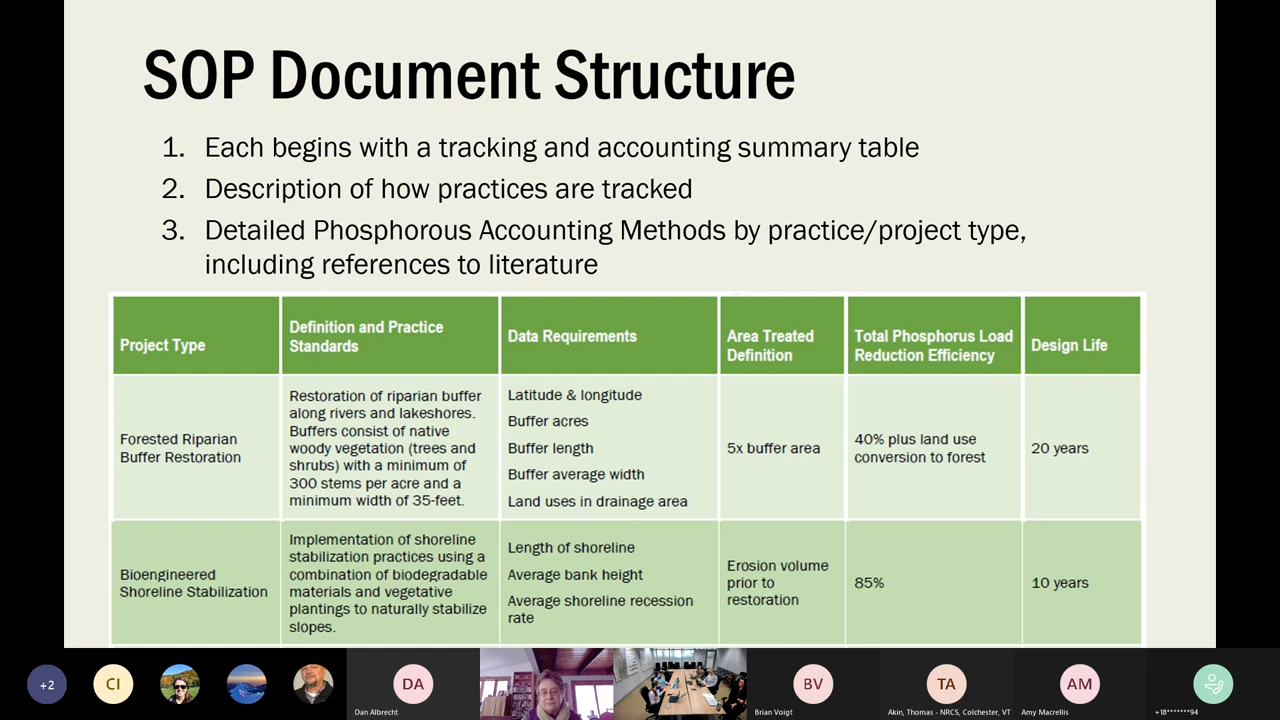 SOP Document Structure
1. Each begins with a tracking and accounting summary table
2. Description of how practices are tracked
3. Detailed Phosphorous Accounting Methods by practice/project type,
including references to literature
Project Type
Definition and Practice
Standards
Data Requirements
Area Treated
Definition
Total Phosphorus Load
Reduction Efficiency
Design Life
Forested Riparian
Buffer Restoration
Restoration of riparian buffer
along rivers and lakeshores.
Buffers consist of native
woody vegetation (trees and
shrubs) with a minimum of
300 stems per acre and a
minimum width of 35-feet.
Latitude & longitude
Buffer acres
Buffer length
Buffer average width
Land uses in drainage area
5x buffer area
40% plus land use
conversion to forest
20 years
Bioengineered
Shoreline Stabilization
Implementation of shoreline
stabilization practices using a
combination of biodegradable
materials and vegetative
plantings to naturally stabilize
slopes.
Length of shoreline
Average bank height
Average shoreline recession
rate
Erosion volume
prior to
restoration
85%
10 years
+2
CI
DA
Dan Albrecht
BV
Brian Voigt
TA
Akin, Thomas - NRCS, Colchester, VT
AM
Amy Macrellis
+18*******94